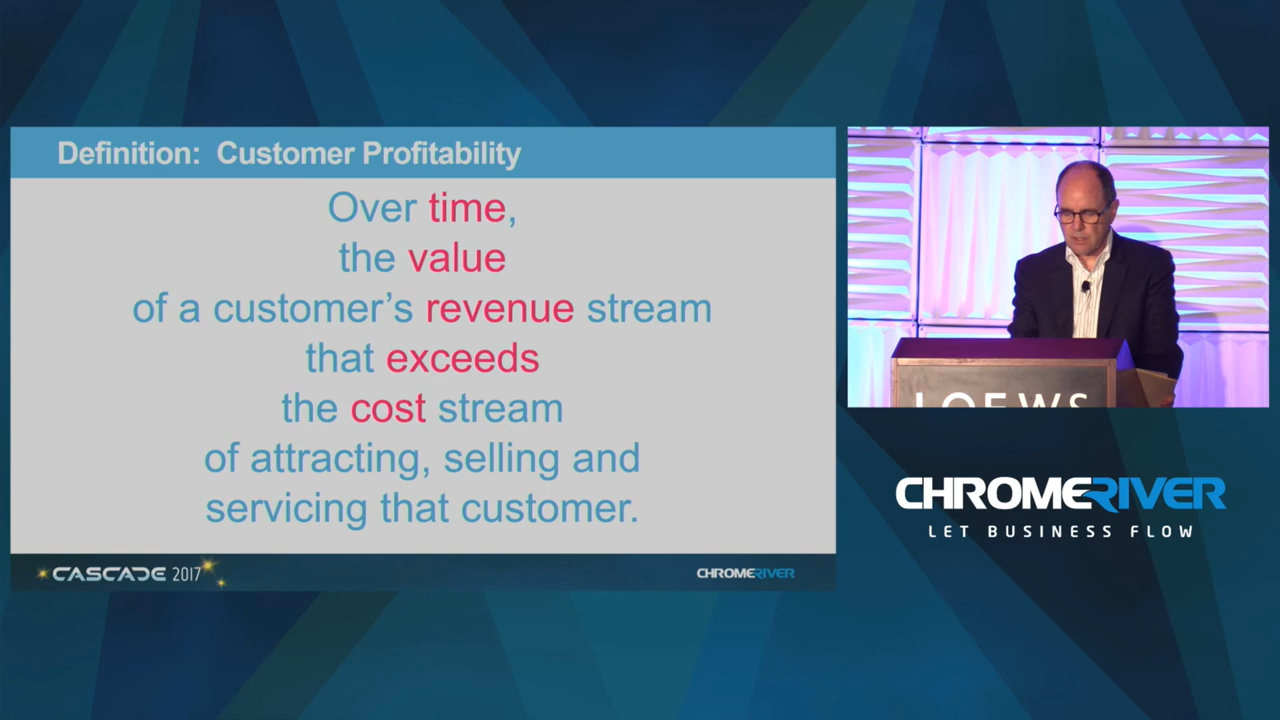 Definition: Customer Profitability
Over time,
the value
of a customer's revenue stream
that exceeds
the cost stream
of attracting, selling and
servicing that customer.
CASCADE 2017
CHROMERIVER
LOEWS
CHROMERIVER
LET BUSINESS FLOW